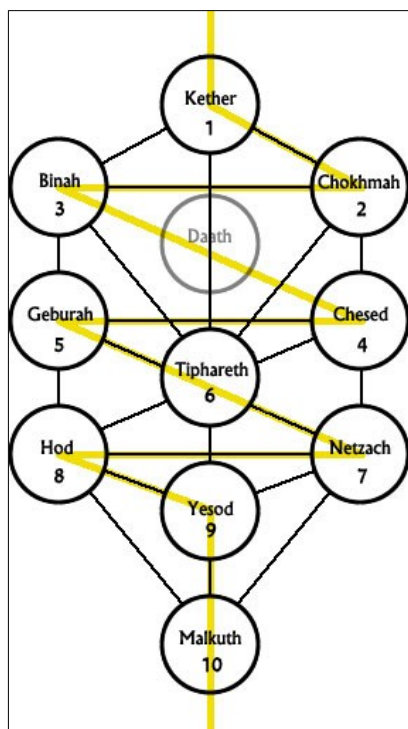 Kether
1
Binah
3
Chokhmah
2
Daath
Geburah
5
Chesed
4
Tiphareth
6
Hod
8
Netzach
7
Yesod
9
Malkuth
10